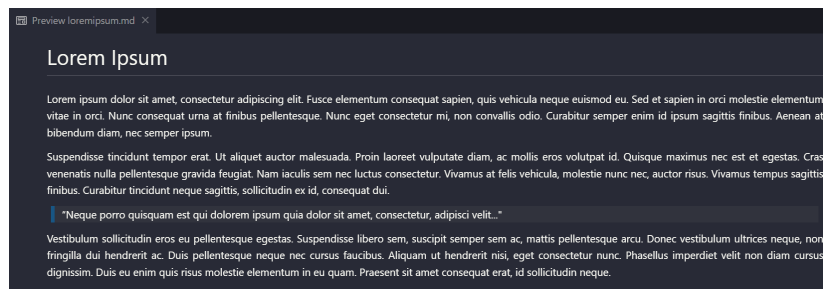 Preview loremipsum.md
Lorem Ipsum
Lorem ipsum dolor sit amet, consectetur adipiscing elit. Fusce elementum consequat sapien, quis vehicula neque euismod eu. Sed et sapien in orci molestie elementum
vitae in orci. Nunc consequat urna at finibus pellentesque. Nunc eget consectetur mi, non convallis odio. Curabitur semper enim id ipsum sagittis finibus. Aenean at
bibendum diam, nec semper ipsum.
Suspendisse tincidunt tempor erat. Ut aliquet auctor malesuada. Proin laoreet vulputate diam, ac mollis eros volutpat id. Quisque maximus nec est et egestas. Cras
venenatis nulla pellentesque gravida feugiat. Nam iaculis sem nec luctus consectetur. Vivamus at felis vehicula, molestie nunc nec, auctor risus. Vivamus tempus sagittis
finibus. Curabitur tincidunt neque sagittis, sollicitudin ex id, consequat dui.
"Neque porro quisquam est qui dolorem ipsum quia dolor sit amet, consectetur, adipisci velit..."
Vestibulum sollicitudin eros eu pellentesque egestas. Suspendisse libero sem, suscipit semper sem ac, mattis pellentesque arcu. Donec vestibulum ultrices neque, non
fringilla dui hendrerit ac. Duis pellentesque neque nec cursus faucibus. Aliquam ut hendrerit nisi, eget consectetur nunc. Phasellus imperdiet velit non diam cursus
dignissim. Duis eu enim quis risus molestie elementum in eu quam. Praesent sit amet consequat erat, id sollicitudin neque.